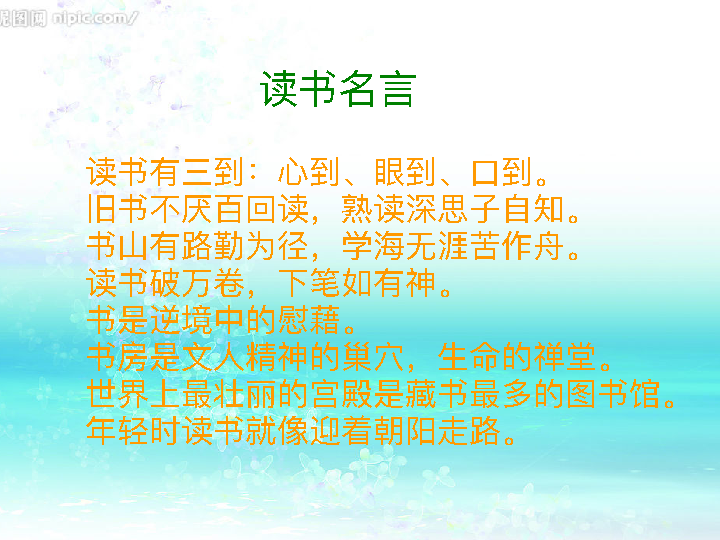 昵图网 nipic.com/
读书名言
读书有三到：心到、眼到、口到。
旧书不厌百回读，熟读深思子自知。
书山有路勤为径，学海无涯苦作舟。
读书破万卷，下笔如有神。
书是逆境中的慰藉。
书房是文人精神的巢穴，生命的禅堂。
世界上最壮丽的宫殿是藏书最多的图书馆。
年轻时读书就像迎着朝阳走路。